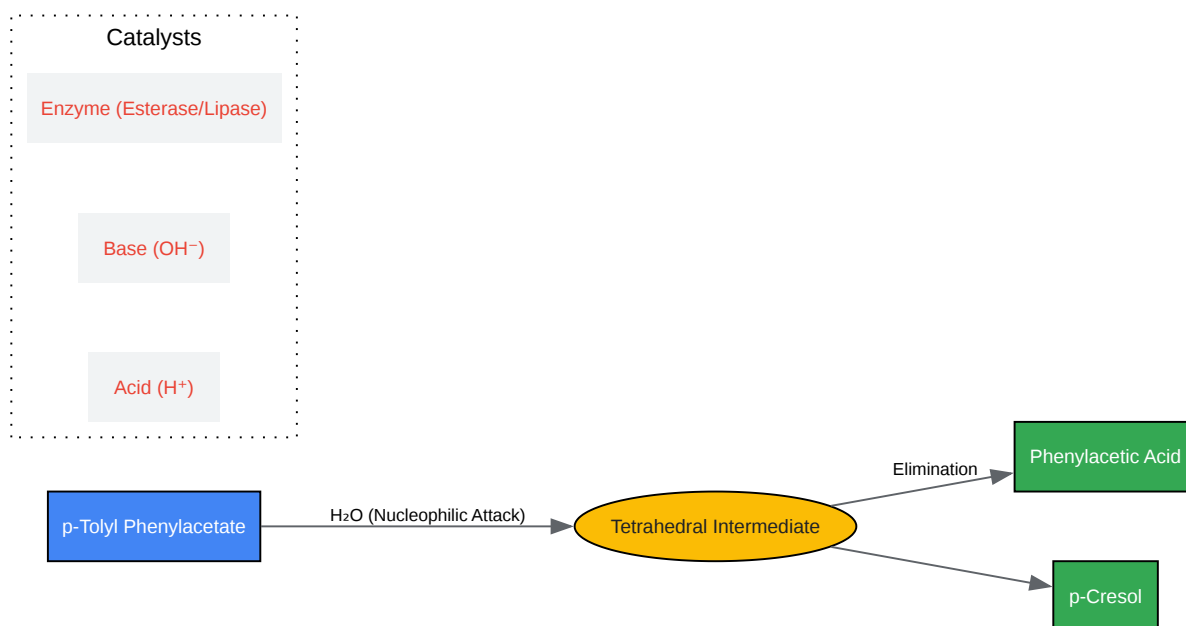 Catalysts
Enzyme (Esterase/Lipase)
Base (OH⁻)
Acid (H⁺)
p-Tolyl Phenylacetate
H₂O (Nucleophilic Attack)
Tetrahedral Intermediate
Elimination
Phenylacetic Acid
p-Cresol